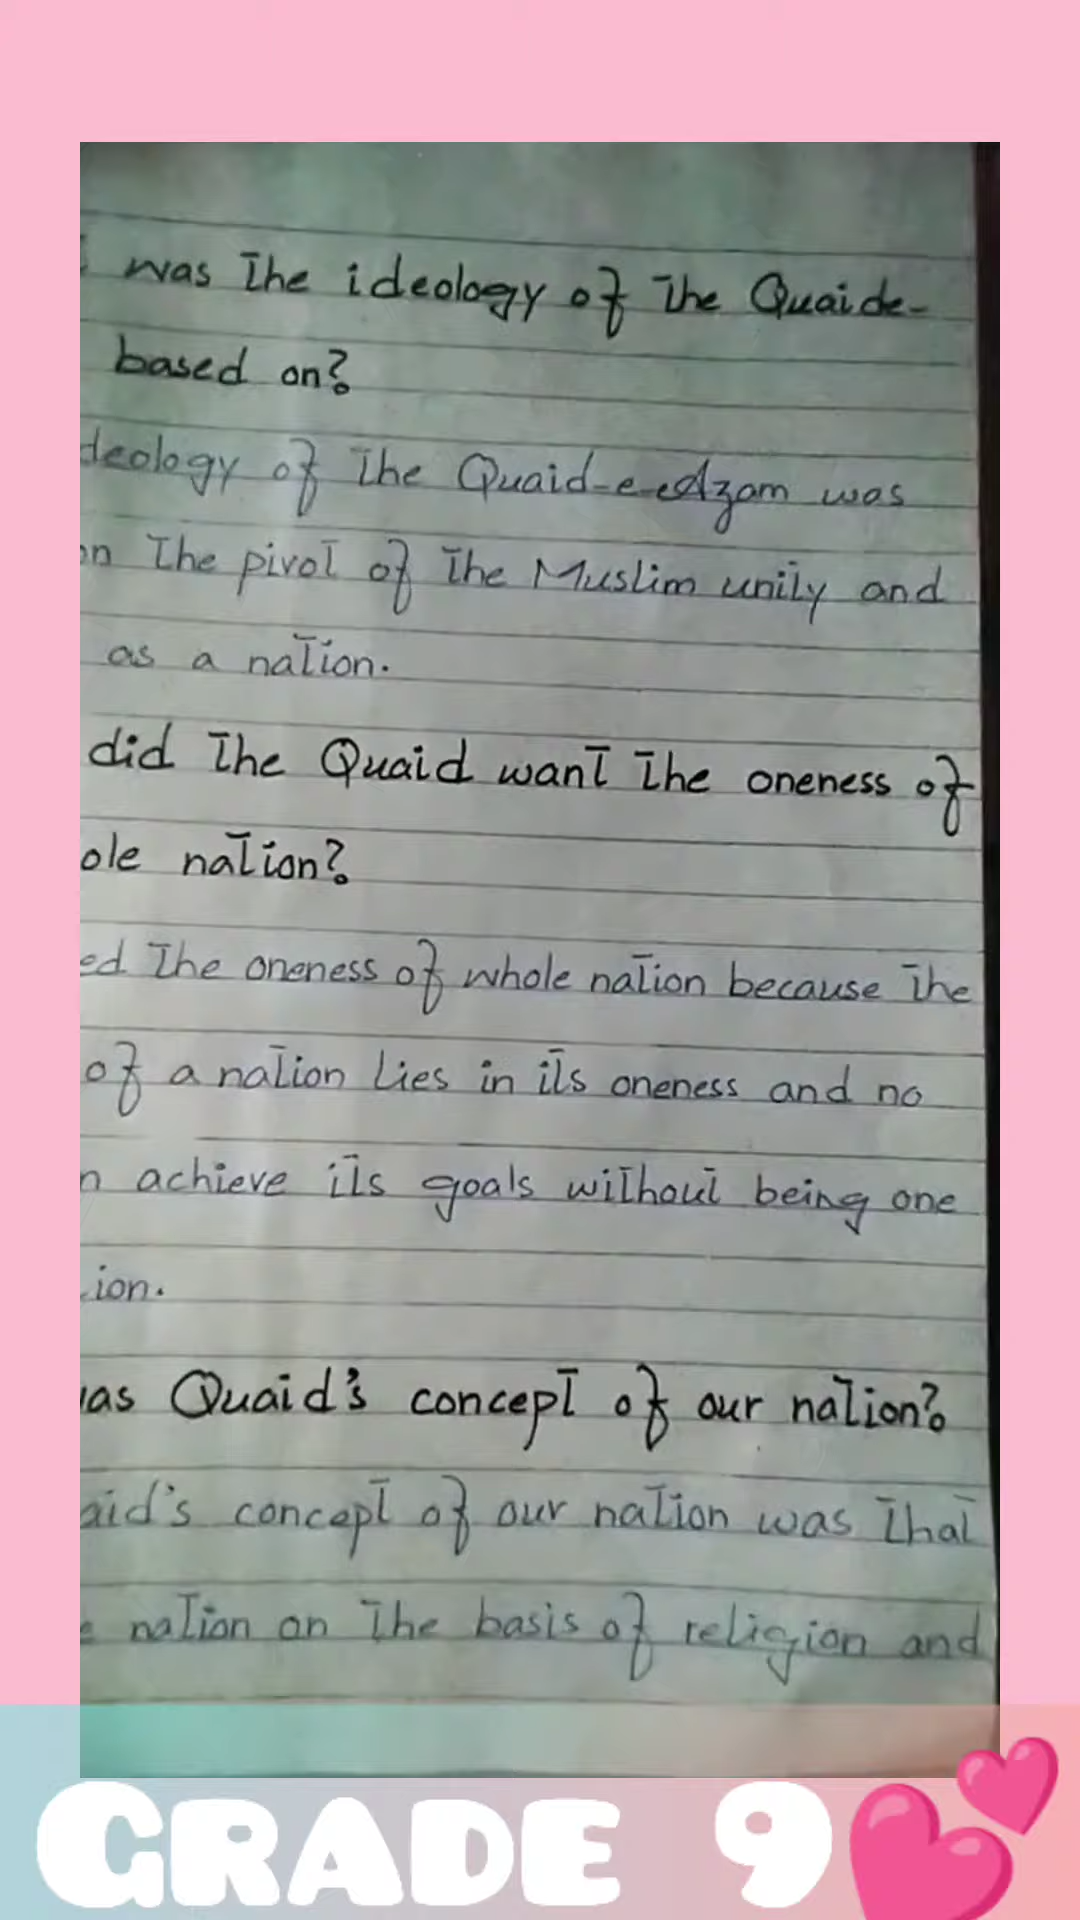 was the ideology of the Quaide-
based on?
deology of the Quaid-e-Azam was
on the pivot of the Muslim unity and
as a nation.
did the Quaid want the oneness of
ole nation?
ed the oneness of whole nation because the
of a nation lies in its oneness and no
n achieve its goals without being one
ion.
as Quaid's concept of our nation?
aid's concept of our nation was that
e nation on the basis of religion and
GRADE 9